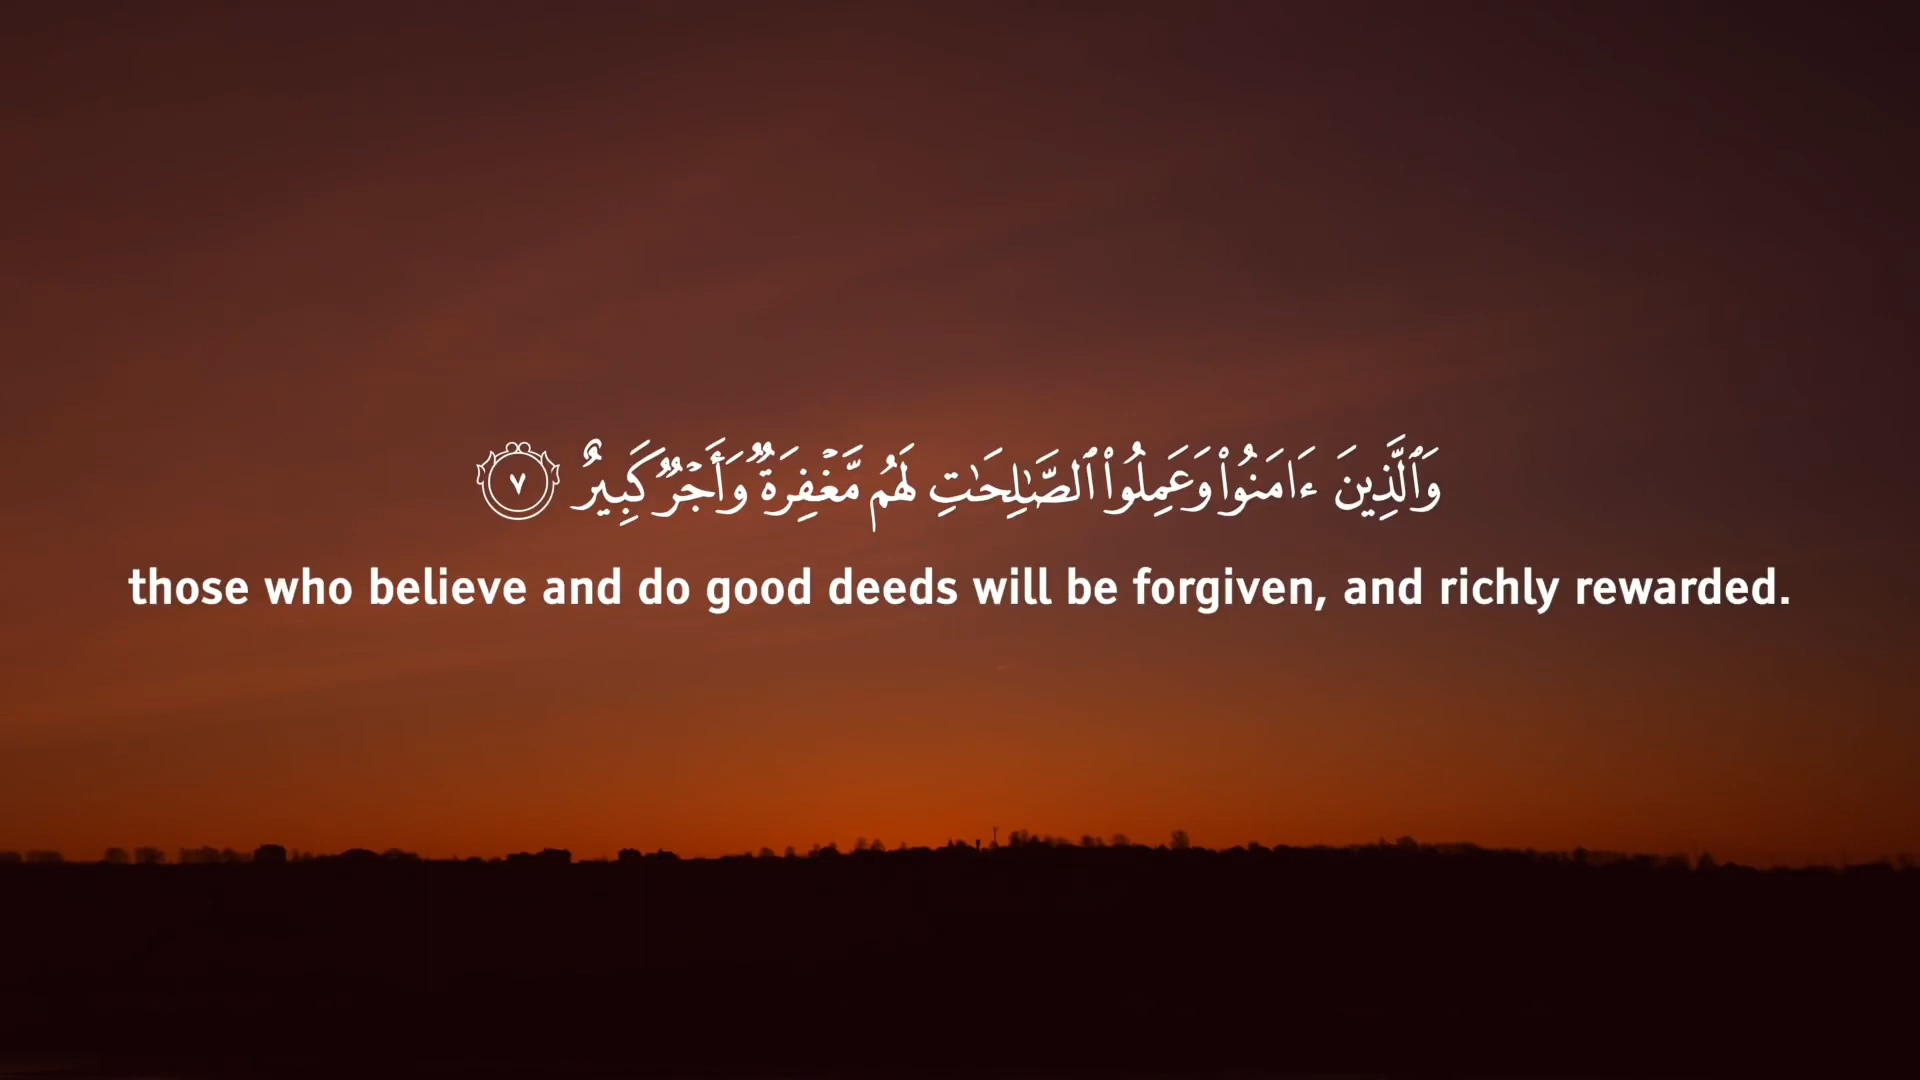 وَٱلَّذِينَ ءَامَنُوا۟ وَعَمِلُوا۟ ٱلصَّـٰلِحَـٰتِ لَهُم مَّغْفِرَةٌ وَأَجْرٌ كَبِيرٌ ٧
those who believe and do good deeds will be forgiven, and richly rewarded.